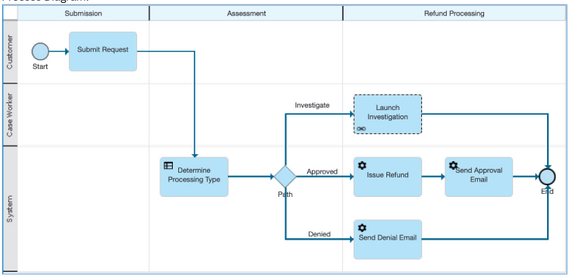 Process Diagram:
Submission
Assessment
Refund Processing
Customer
Submit Request
Start
Case Worker
Investigate
Launch
Investigation
System
Determine
Processing Type
Path
Approved
Issue Refund
Send Approval
Email
End
Denied
Send Denial Email